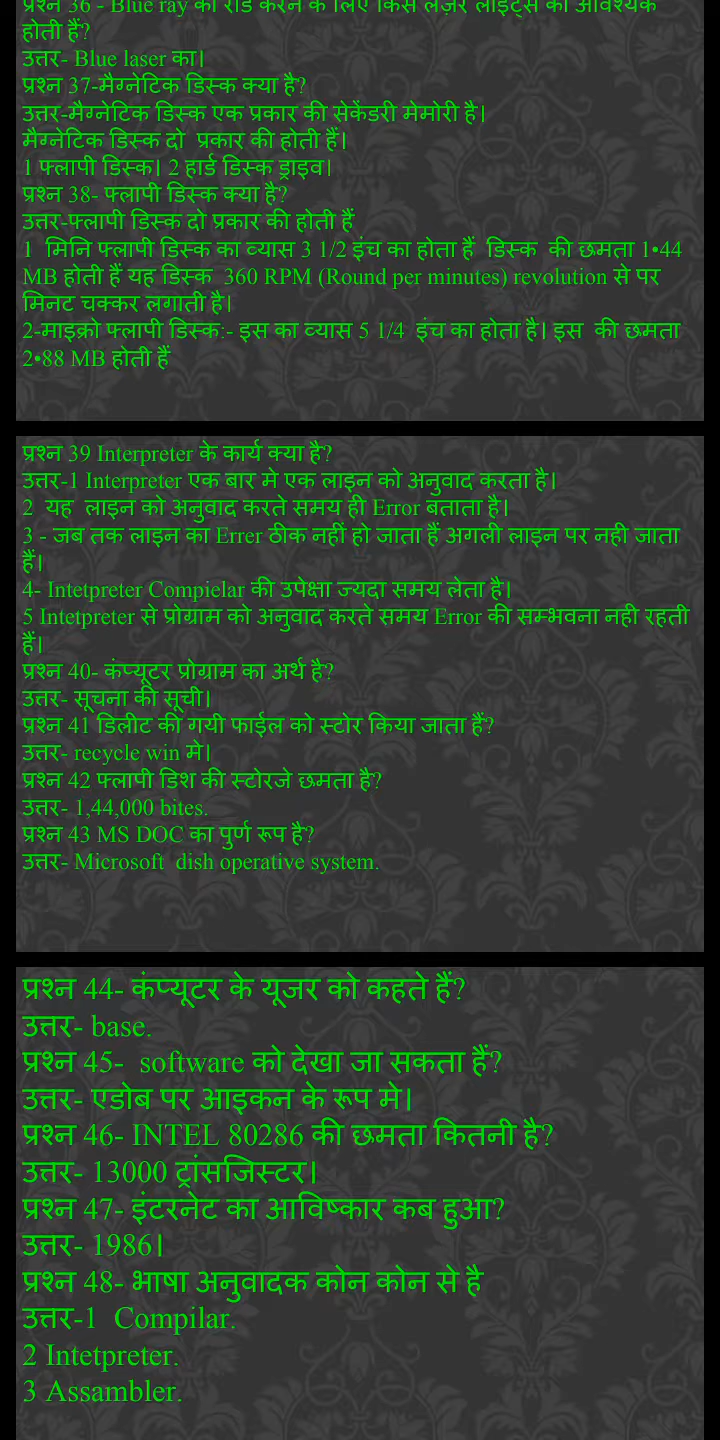 प्रश्न 36 - Blue ray को रीड करने के लिए किस लेज़र लाइट्स की आवश्यक
होती हैं?
उत्तर- Blue laser का।
प्रश्न 37-मैग्नेटिक डिस्क क्या है?
उत्तर-मैग्नेटिक डिस्क एक प्रकार की सेकेंडरी मेमोरी है।
मैग्नेटिक डिस्क दो प्रकार की होती हैं।
1 फ्लापी डिस्क। 2 हार्ड डिस्क ड्राइव।
प्रश्न 38- फ्लापी डिस्क क्या है?
उत्तर-फ्लापी डिस्क दो प्रकार की होती हैं
1 मिनि फ्लापी डिस्क का व्यास 3 1/2 इंच का होता हैं डिस्क की छमता 1•44
MB होती हैं यह डिस्क 360 RPM (Round per minutes) revolution से पर
मिनट चक्कर लगाती है।
2-माइक्रो फ्लापी डिस्क:- इस का व्यास 5 1/4 इंच का होता है। इस की छमता
2•88 MB होती हैं
प्रश्न 39 Interpreter के कार्य क्या है?
उत्तर-1 Interpreter एक बार मे एक लाइन को अनुवाद करता है।
2 यह लाइन को अनुवाद करते समय ही Error बताता है।
3 - जब तक लाइन का Errer ठीक नहीं हो जाता हैं अगली लाइन पर नही जाता
हैं।
4- Intetpreter Compielar की उपेक्षा ज्यदा समय लेता है।
5 Intetpreter से प्रोग्राम को अनुवाद करते समय Error की सम्भवना नही रहती
हैं।
प्रश्न 40- कंप्यूटर प्रोग्राम का अर्थ है?
उत्तर- सूचना की सूची।
प्रश्न 41 डिलीट की गयी फाईल को स्टोर किया जाता हैं?
उत्तर- recycle win मे।
प्रश्न 42 फ्लापी डिश की स्टोरजे छमता है?
उत्तर- 1,44,000 bites.
प्रश्न 43 MS DOC का पुर्ण रूप है?
उत्तर- Microsoft dish operative system.
प्रश्न 44- कंप्यूटर के यूजर को कहते हैं?
उत्तर- base.
प्रश्न 45- software को देखा जा सकता हैं?
उत्तर- एडोब पर आइकन के रूप मे।
प्रश्न 46- INTEL 80286 की छमता कितनी है?
उत्तर- 13000 ट्रांसजिस्टर।
प्रश्न 47- इंटरनेट का आविष्कार कब हुआ?
उत्तर- 1986।
प्रश्न 48- भाषा अनुवादक कोन कोन से है
उत्तर-1 Compilar.
2 Intetpreter.
3 Assambler.